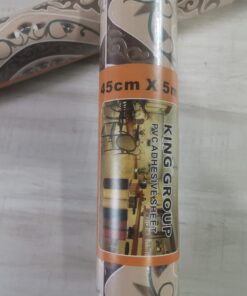 45cm X 5m
KING GROUP
PVC ADHESIVE SHEET